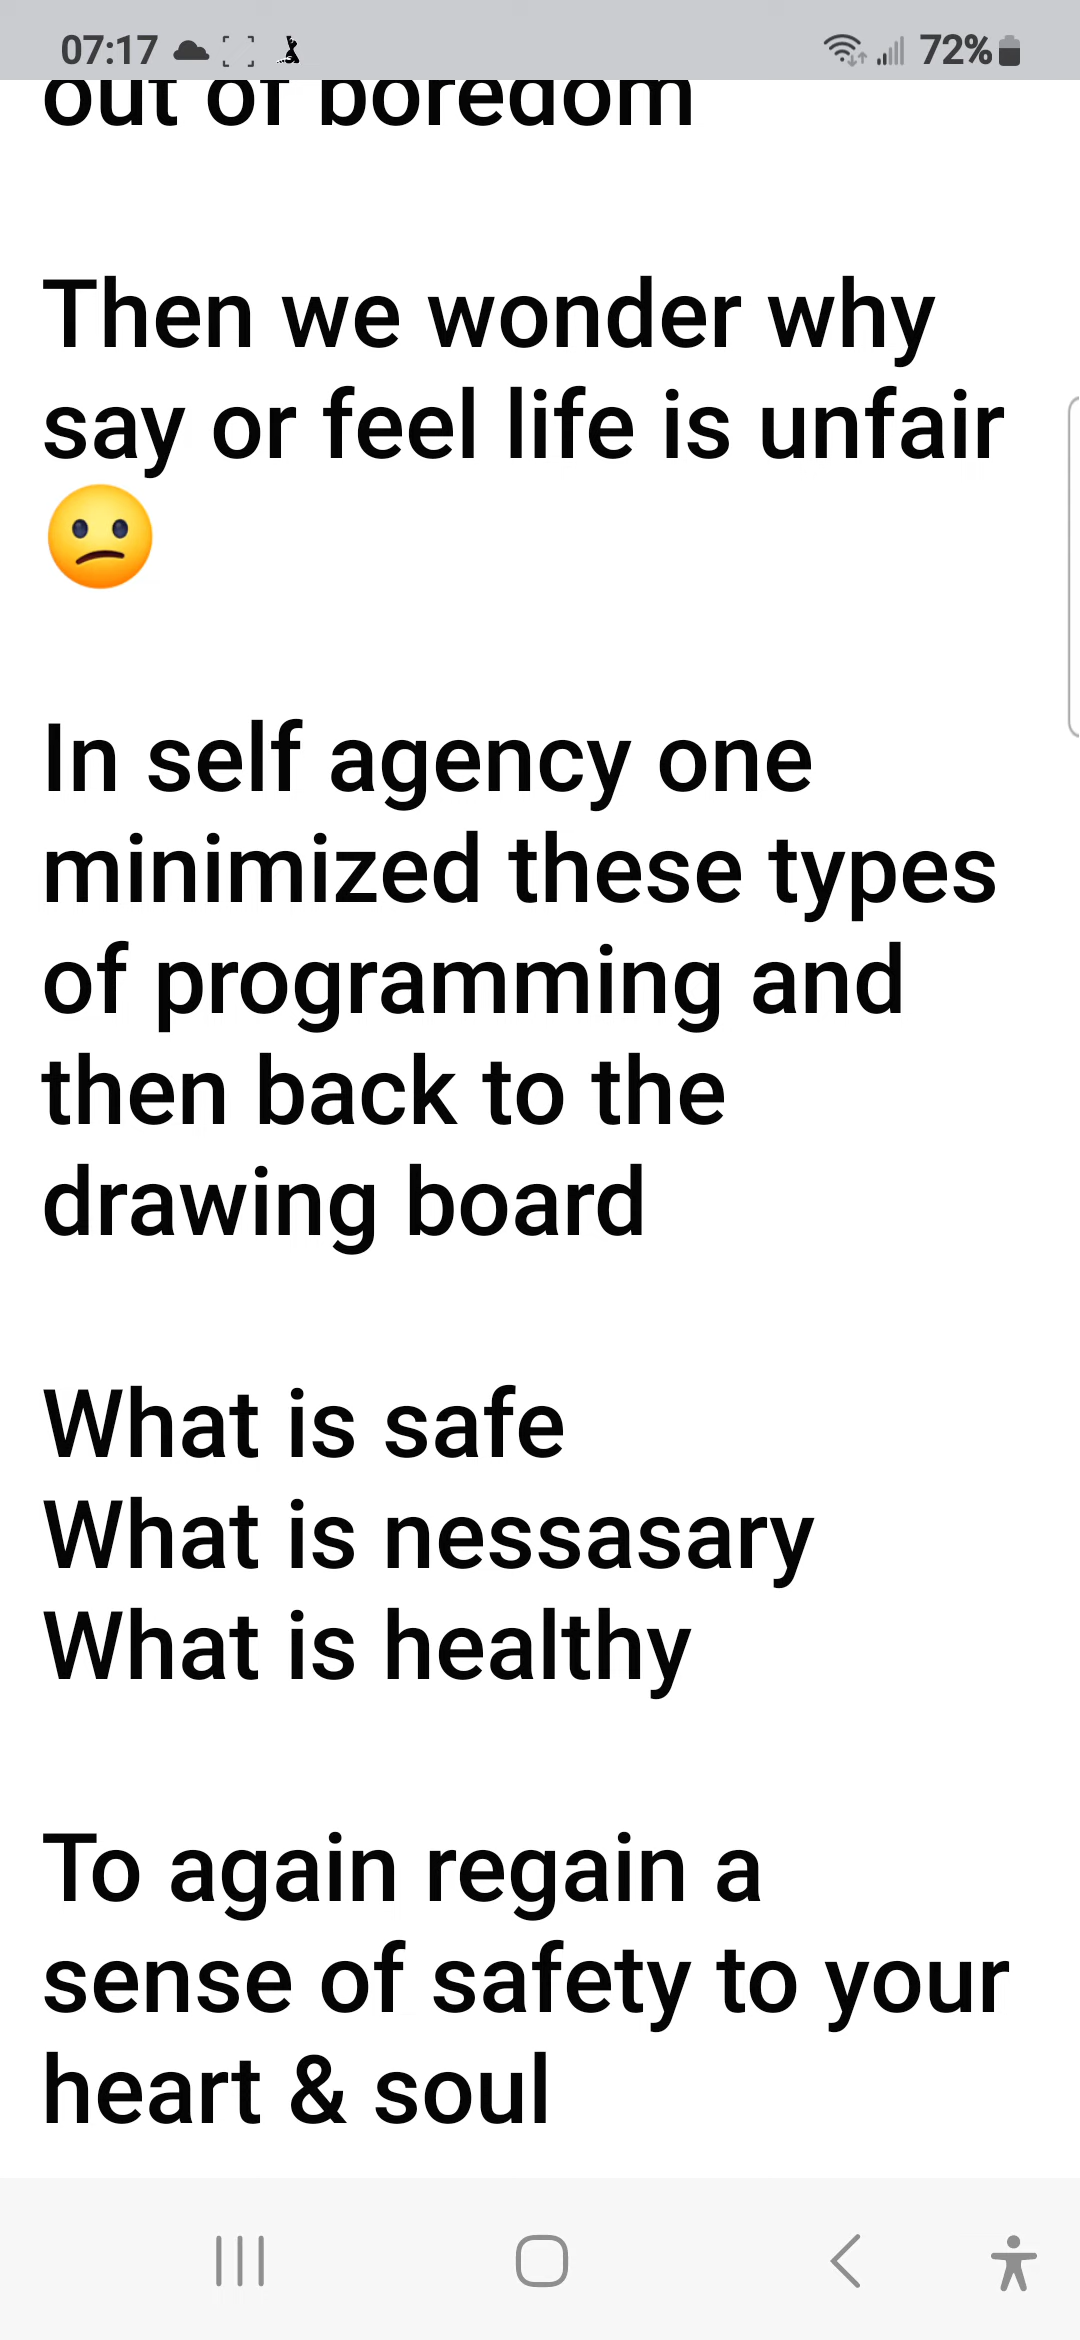 07:17 72%
out of boredom
Then we wonder why
say or feel life is unfair
😕
In self agency one
minimized these types
of programming and
then back to the
drawing board
What is safe
What is nessasary
What is healthy
To again regain a
sense of safety to your
heart & soul